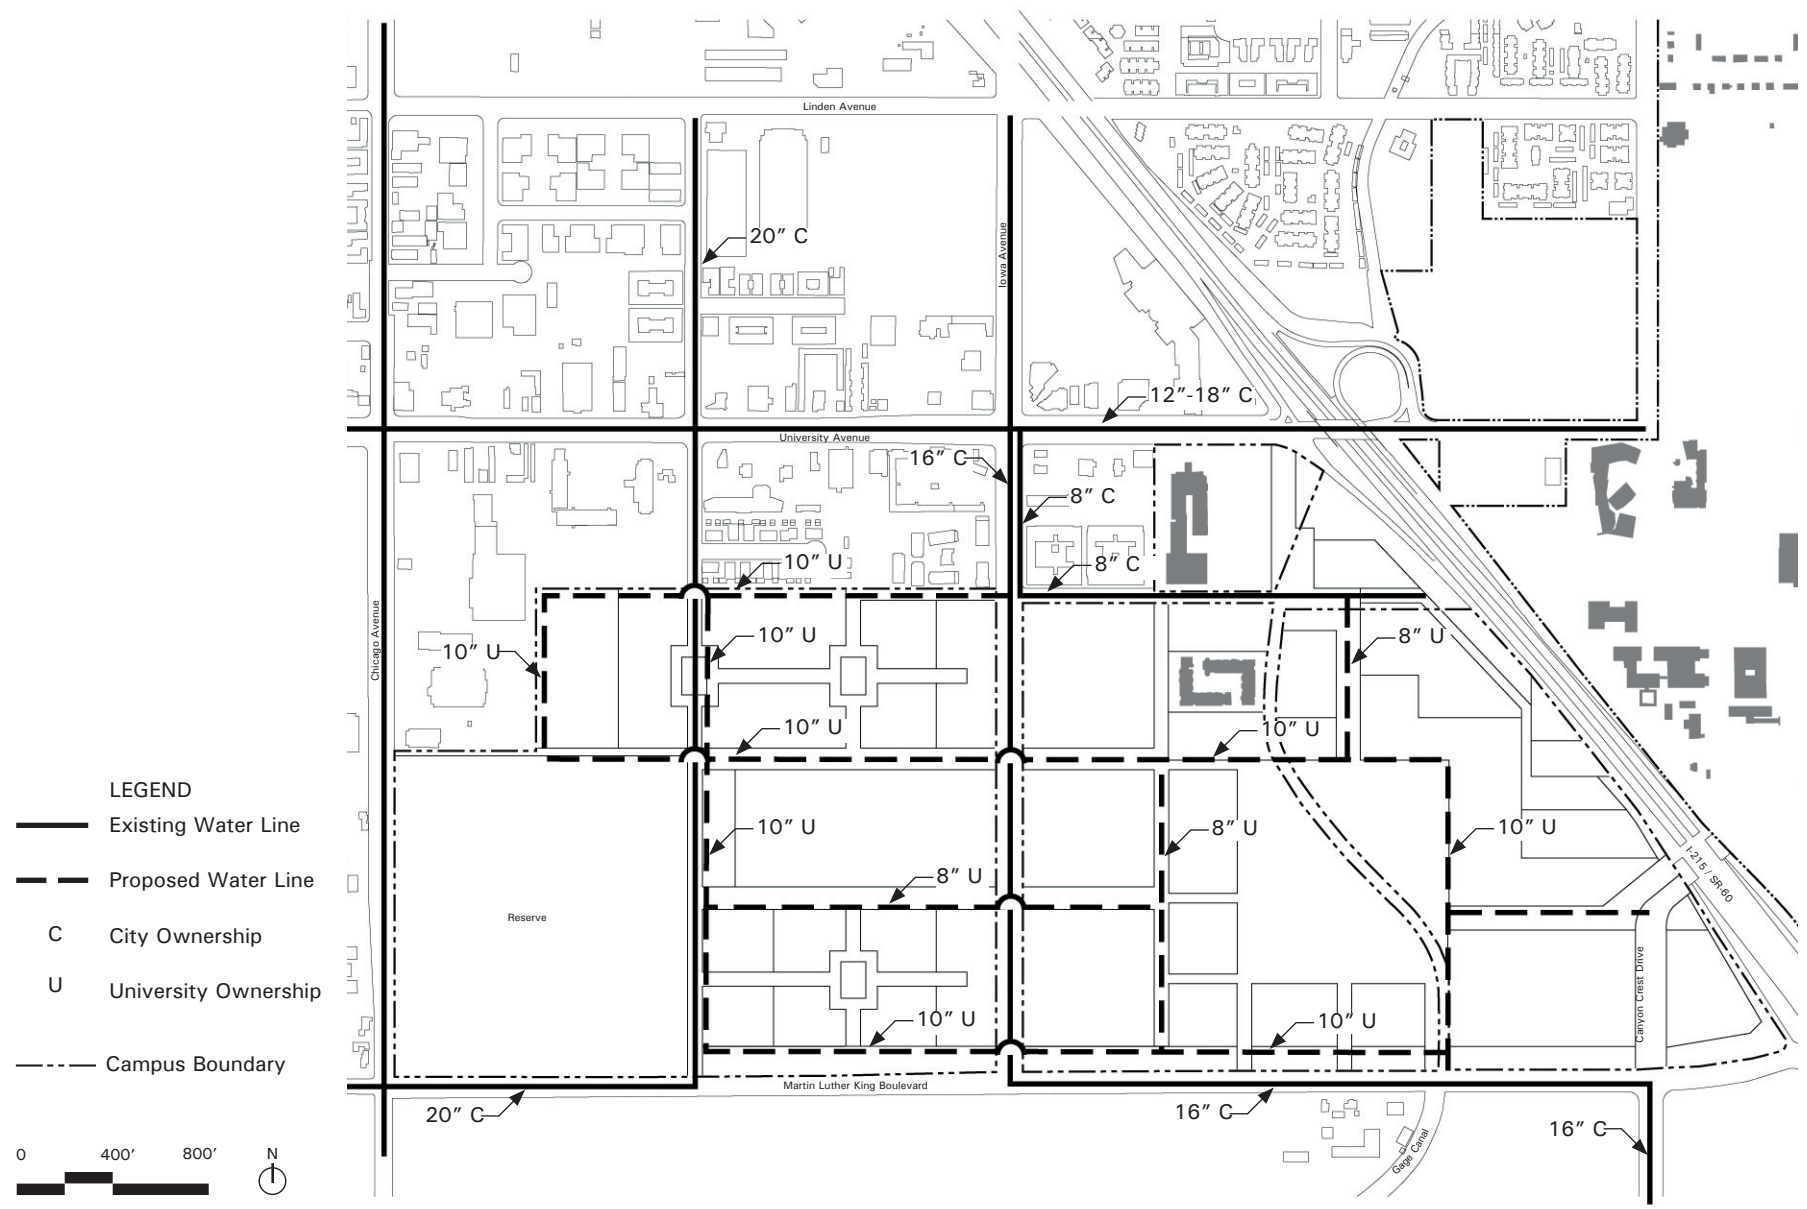 Linden Avenue
20" C
Iowa Avenue
12"-18" C
University Avenue
16" C
8" C
10" U
8" C
Chicago Avenue
10" U
10" U
8" U
10" U
10" U
LEGEND
Existing Water Line
Proposed Water Line
C City Ownership
U University Ownership
Campus Boundary
10" U
8" U
10" U
I-215 / SR-60
8" U
Reserve
Canyon Crest Drive
10" U
10" U
Martin Luther King Boulevard
20" C
16" C
16" C
Gage Canal
0 400' 800'
N